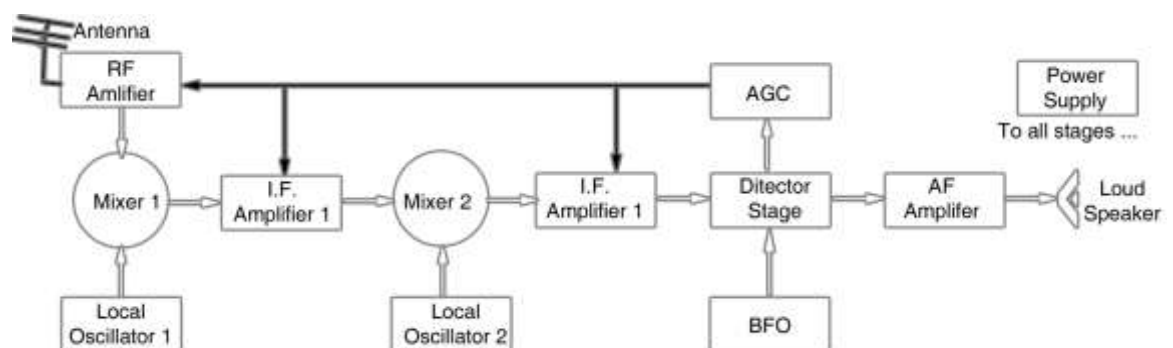 Antenna
RF
Amlifier
AGC
Power
Supply
To all stages ...
Mixer 1
I.F.
Amplifier 1
Mixer 2
I.F.
Amplifier 1
Ditector
Stage
AF
Amplifer
Loud
Speaker
Local
Oscillator 1
Local
Oscillator 2
BFO